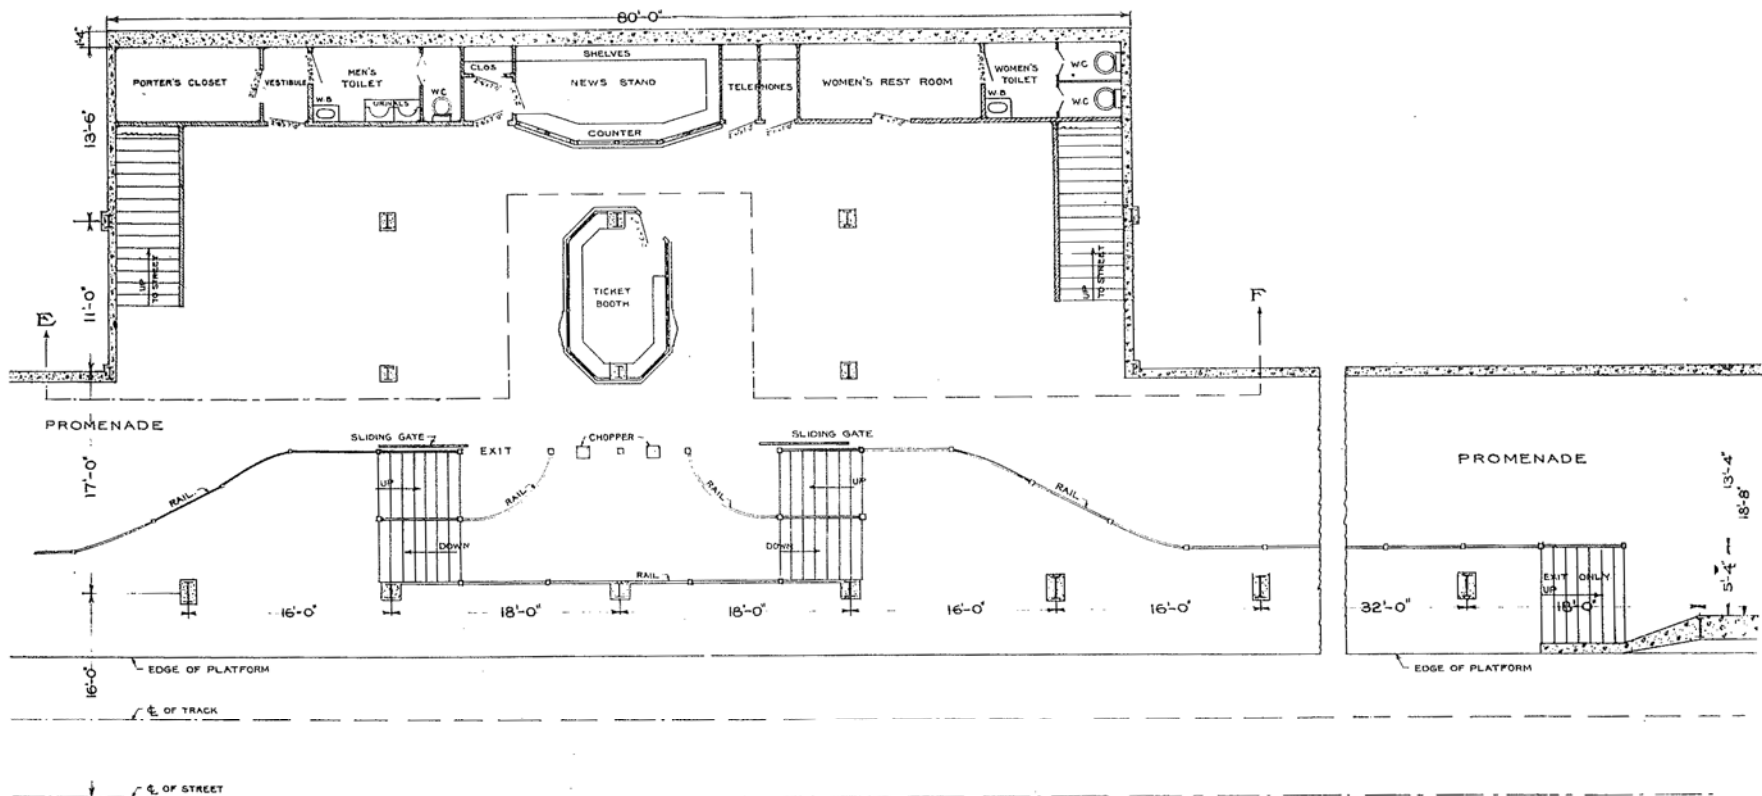 80'-0"
1'-4"
SHELVES
PORTER'S CLOSET
VESTIBULE
MEN'S
TOILET
W.B
URINALS
W.C
CLOS.
NEWS STAND
TELEPHONES
WOMEN'S REST ROOM
WOMEN'S
TOILET
W.B
W.C
W.C
COUNTER
13'-6"
UP
TO STREET
TICKET
BOOTH
UP
TO STREET
11'-0"
E
F
PROMENADE
SLIDING GATE
EXIT
CHOPPER
SLIDING GATE
PROMENADE
17'-0"
RAIL
UP
RAIL
RAIL
UP
RAIL
13'-4"
18'-8"
DOWN
DOWN
RAIL
EXIT ONLY
UP
5'-4"
16'-0"
18'-0"
18'-0"
16'-0"
16'-0"
32'-0"
18'-0"
EDGE OF PLATFORM
EDGE OF PLATFORM
16'-0"
℄ OF TRACK
℄ OF STREET